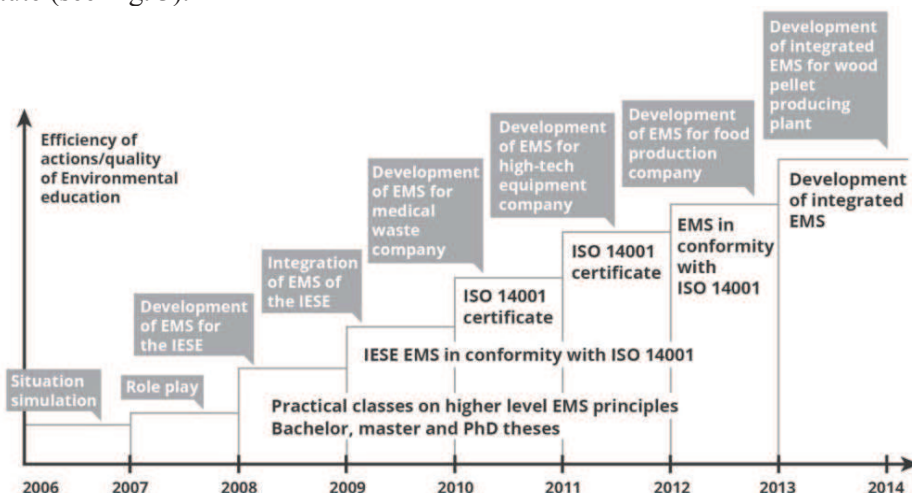 Efficiency of
actions/quality
of Environmental
education
Situation
simulation
Role play
Development
of EMS for
the IESE
Integration
of EMS of
the IESE
Development
of EMS for
medical
waste
company
Development
of EMS for
high-tech
equipment
company
Development
of EMS for food
production
company
Development
of integrated
EMS for wood
pellet
producing
plant
Practical classes on higher level EMS principles
Bachelor, master and PhD theses
IESE EMS in conformity with ISO 14001
ISO 14001
certificate
ISO 14001
certificate
EMS in
conformity
with
ISO 14001
Development
of integrated
EMS
2006 2007 2008 2009 2010 2011 2012 2013 2014